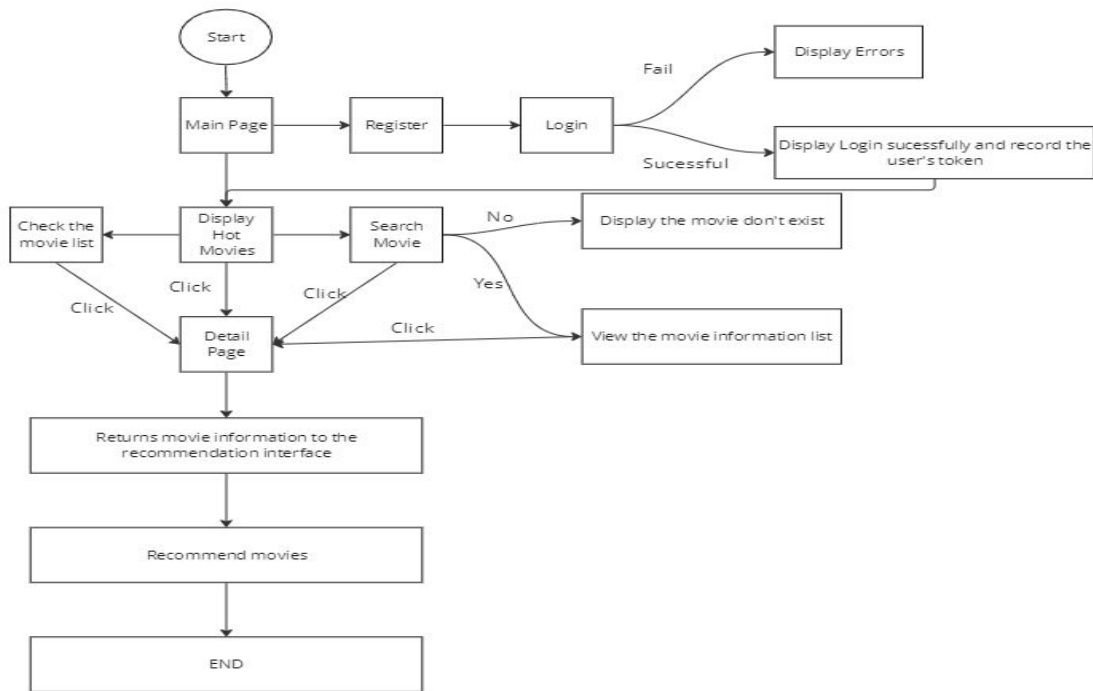 Start
Display Errors
Fail
Main Page
Register
Login
Sucessful
Display Login sucessfully and record the
user's token
Check the
movie list
Display
Hot
Movies
Search
Movie
No
Display the movie don't exist
Yes
Click
Click
Click
Click
Detail
Page
View the movie information list
Returns movie information to the
recommendation interface
Recommend movies
END